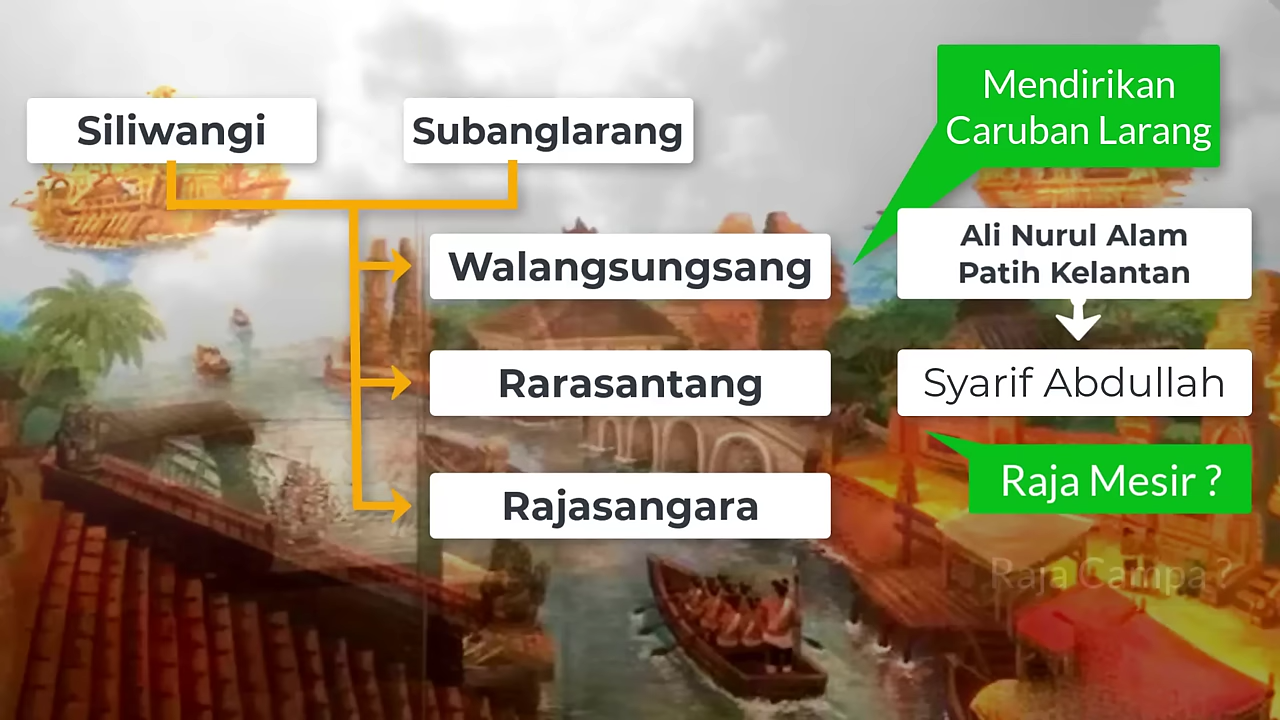 Siliwangi
Subanglarang
Mendirikan
Caruban Larang
Walangsungsang
Rarasantang
Rajasangara
Ali Nurul Alam
Patih Kelantan
Syarif Abdullah
Raja Mesir ?
Raja Campa ?